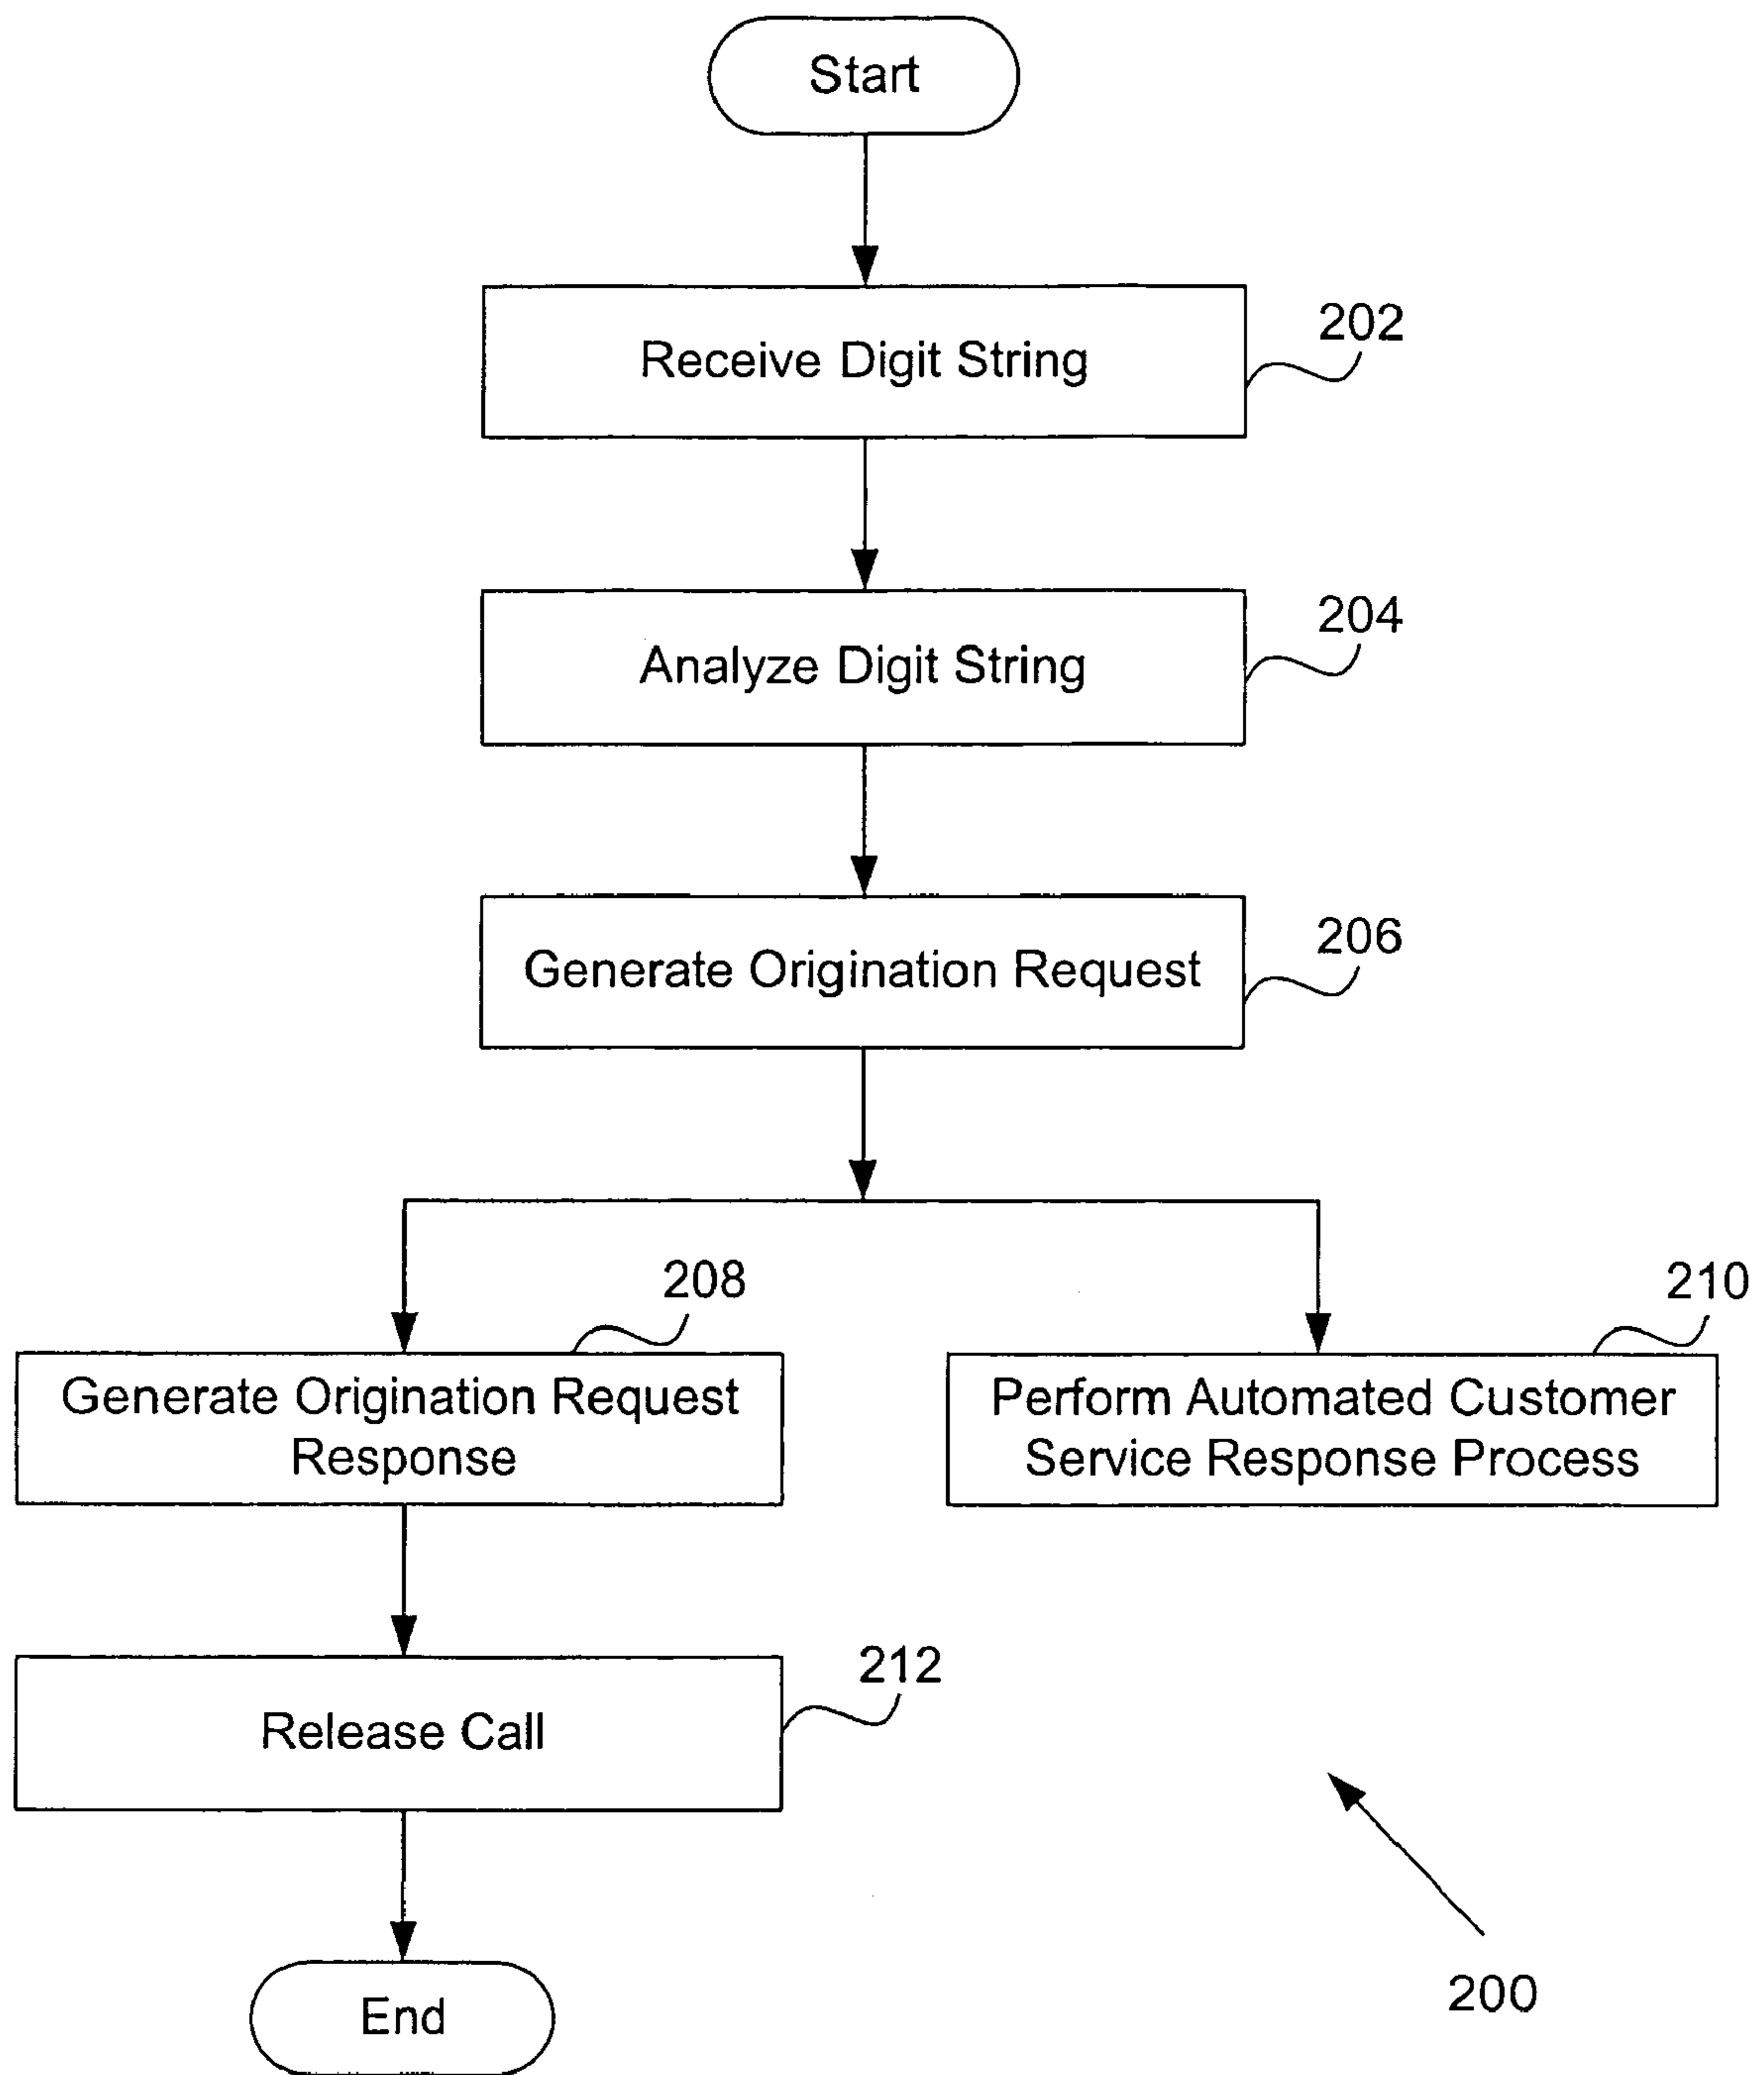 Start
202
Receive Digit String
204
Analyze Digit String
206
Generate Origination Request
208
210
Generate Origination Request
Response
Perform Automated Customer
Service Response Process
212
Release Call
200
End